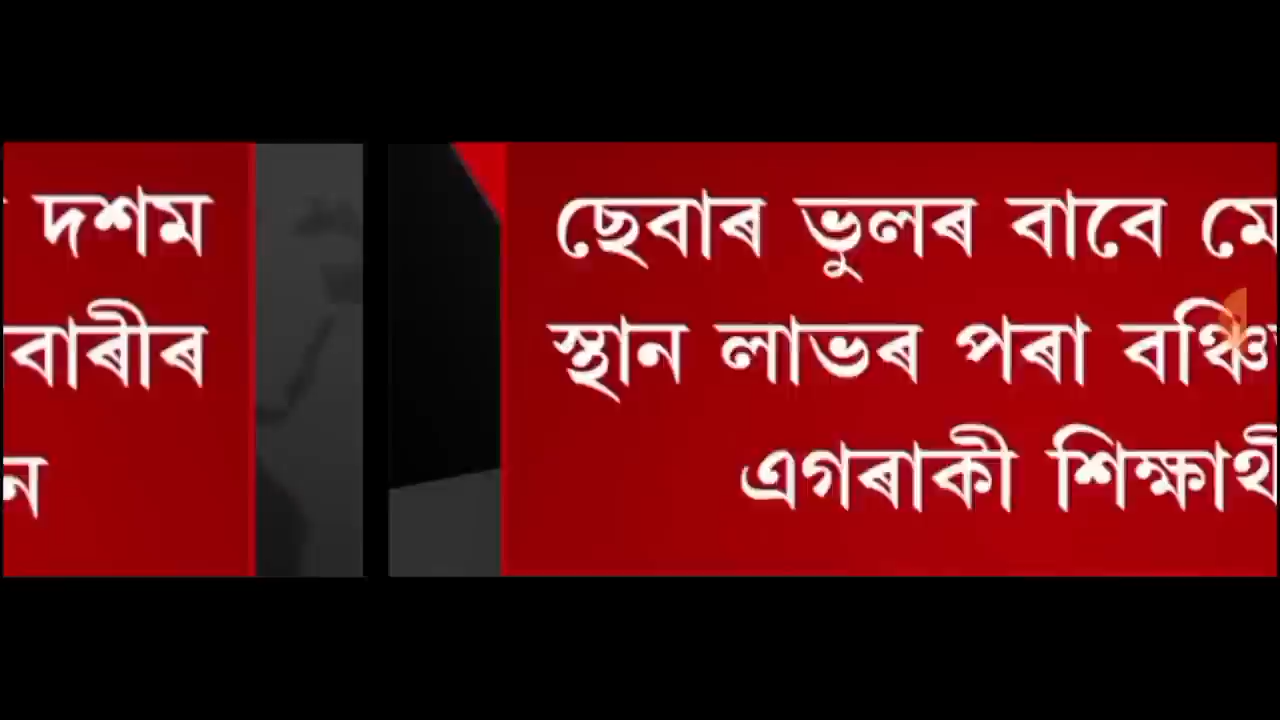 দশম
বাৰীৰ
ন
ছেবাৰ ভুলৰ বাবে মে
স্থান লাভৰ পৰা বঞ্চি
এগৰাকী শিক্ষাৰ্থী